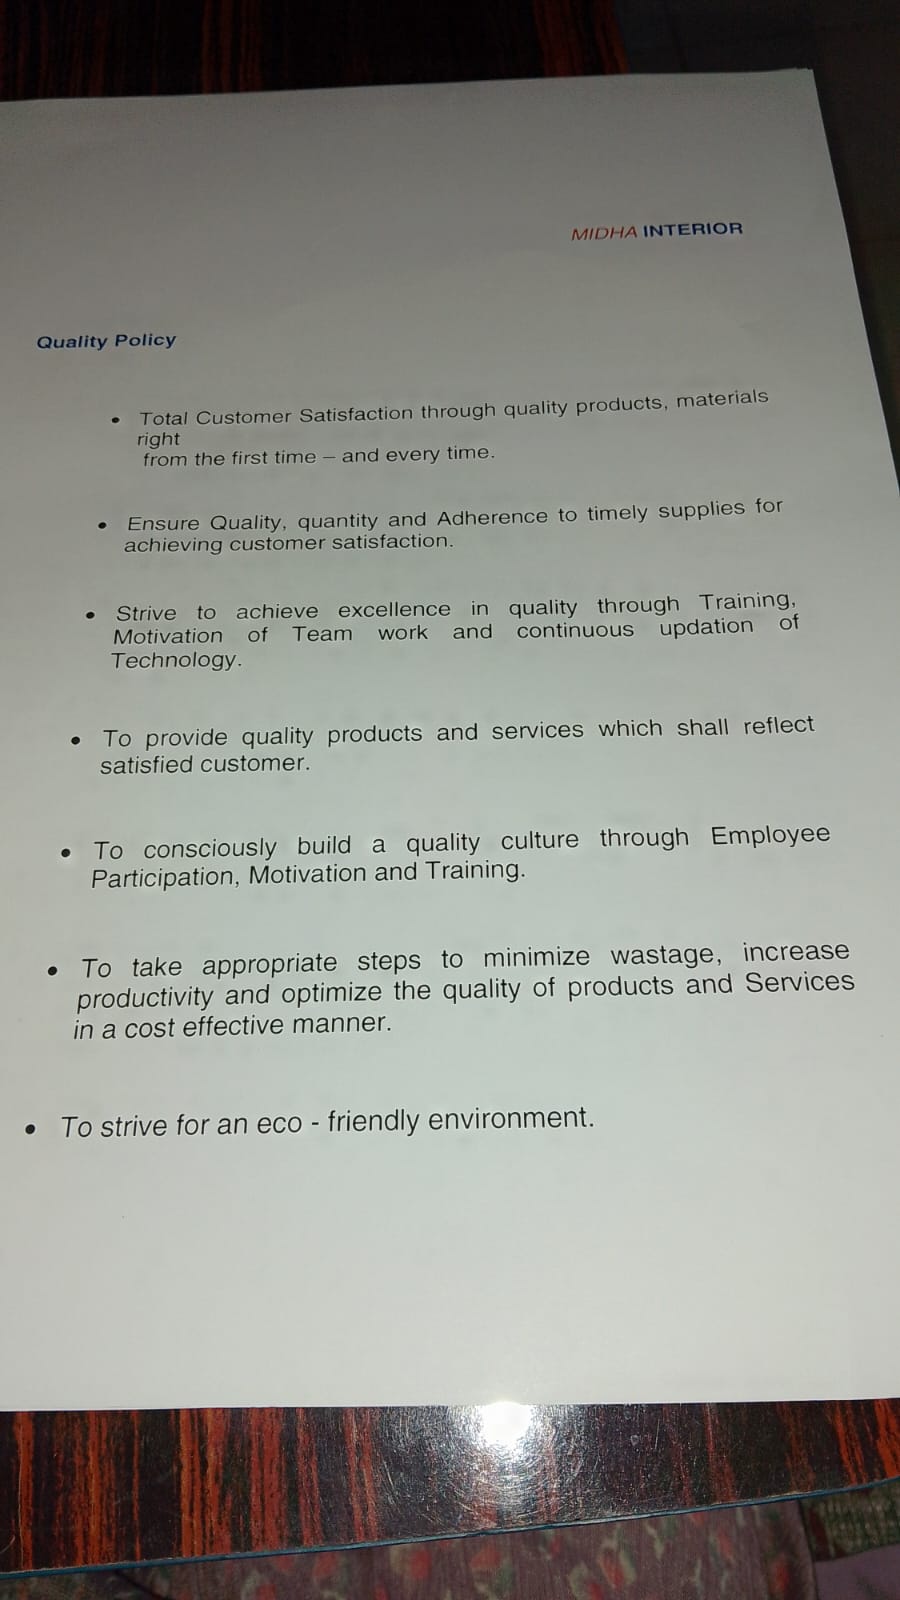 MIDHA INTERIOR
Quality Policy
• Total Customer Satisfaction through quality products, materials
right
from the first time – and every time.
• Ensure Quality, quantity and Adherence to timely supplies for
achieving customer satisfaction.
• Strive to achieve excellence in quality through Training,
Motivation of Team work and continuous updation of
Technology.
• To provide quality products and services which shall reflect
satisfied customer.
• To consciously build a quality culture through Employee
Participation, Motivation and Training.
• To take appropriate steps to minimize wastage, increase
productivity and optimize the quality of products and Services
in a cost effective manner.
• To strive for an eco - friendly environment.